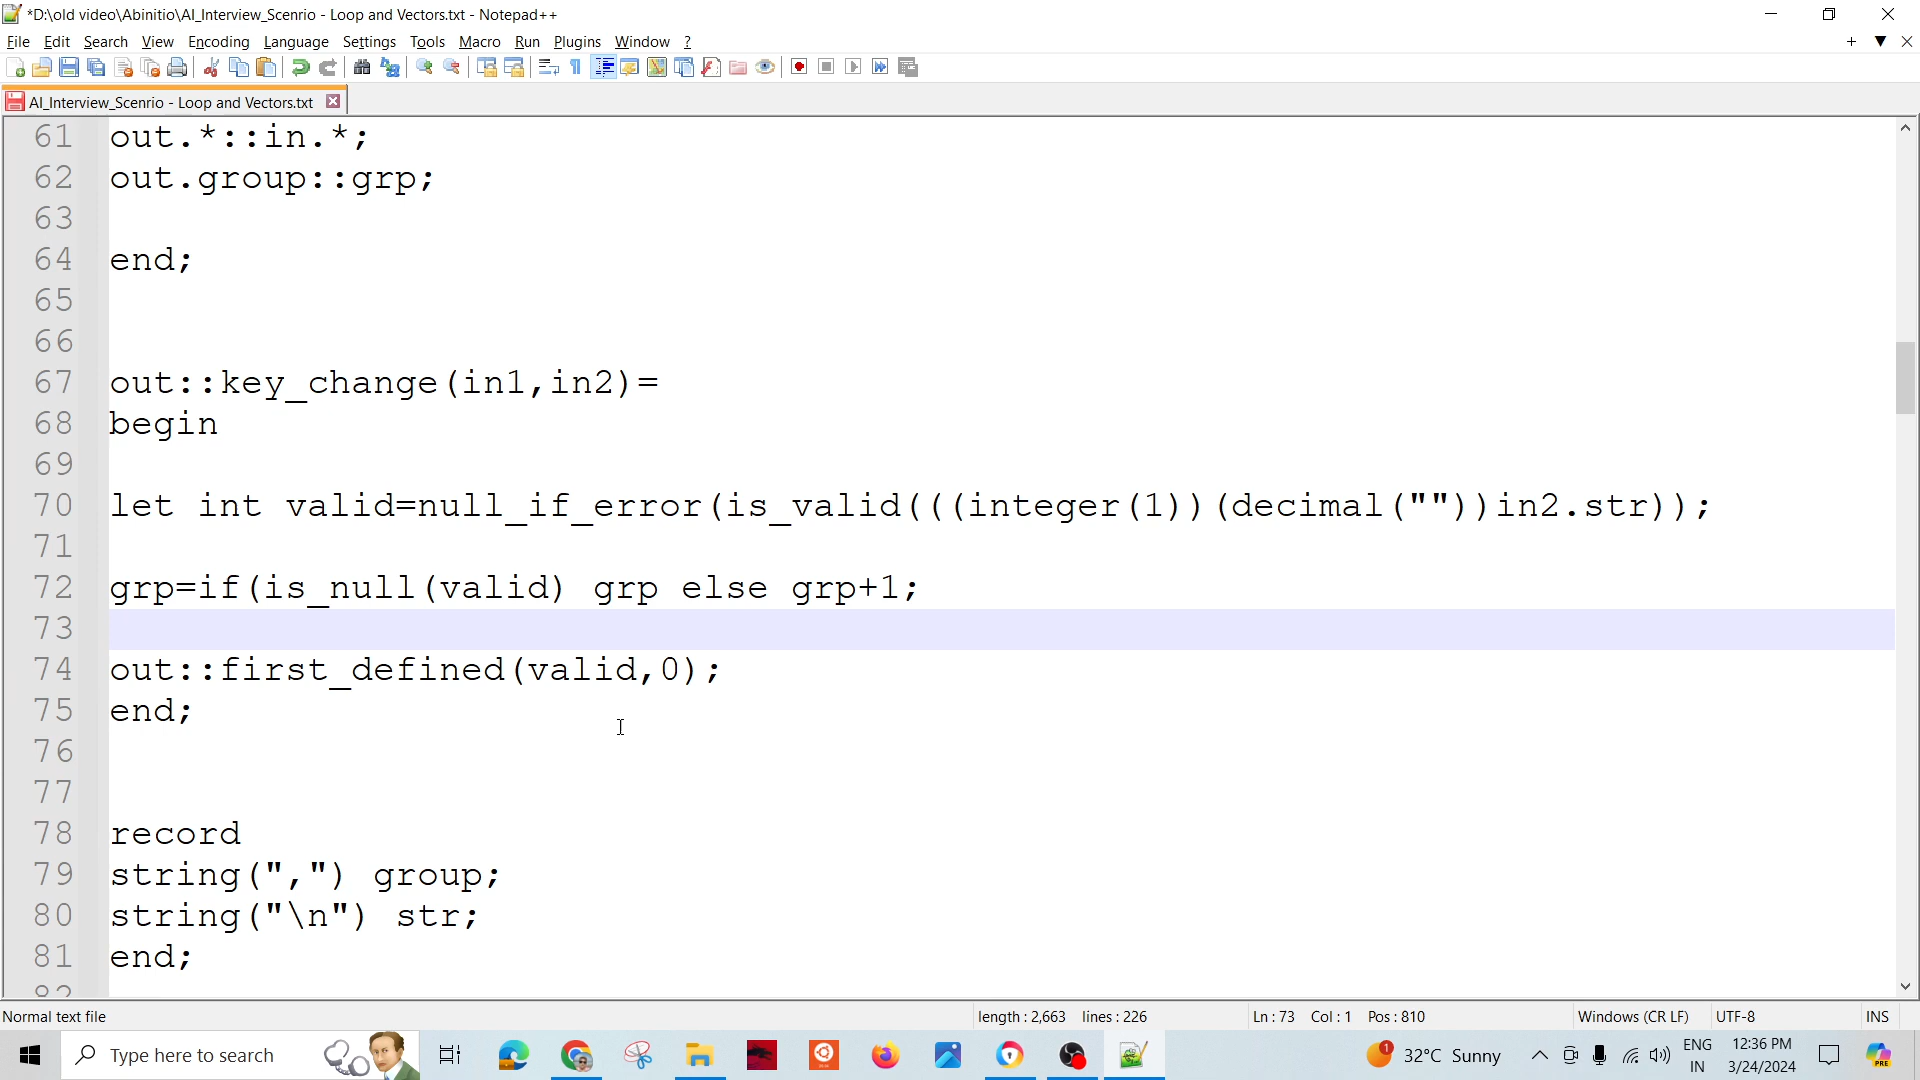 *D:\old video\Abinitio\AI_Interview_Scenrio - Loop and Vectors.txt - Notepad++
File Edit Search View Encoding Language Settings Tools Macro Run Plugins Window ?
AI_Interview_Scenrio - Loop and Vectors.txt
61 out.*::in.*;
62 out.group::grp;
63
64 end;
65
66
67 out::key_change(in1,in2)=
68 begin
69
70 let int valid=null_if_error(is_valid(((integer(1))(decimal(""))in2.str));
71
72 grp=if(is_null(valid) grp else grp+1;
73
74 out::first_defined(valid,0);
75 end;
76
77
78 record
79 string(",") group;
80 string("\n") str;
81 end;
82
Normal text file length : 2,663 lines : 226 Ln : 73 Col : 1 Pos : 810 Windows (CR LF) UTF-8 INS
Type here to search 32°C Sunny ENG IN 12:36 PM 3/24/2024